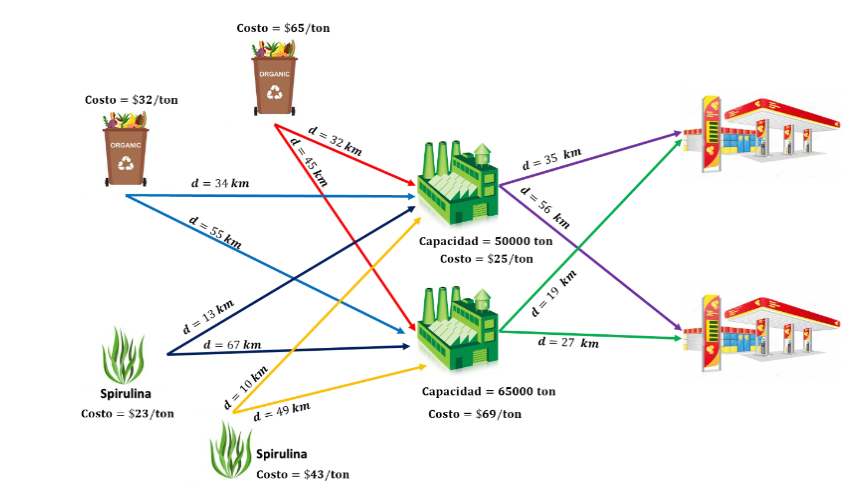 Costo = $65/ton
ORGANIC
Costo = $32/ton
ORGANIC
d = 32 km
d = 45 km
d = 34 km
d = 55 km
d = 35 km
d = 56 km
Capacidad = 50000 ton
Costo = $25/ton
d = 13 km
d = 67 km
d = 19 km
d = 27 km
Spirulina
Costo = $23/ton
d = 10 km
d = 49 km
Capacidad = 65000 ton
Costo = $69/ton
Spirulina
Costo = $43/ton